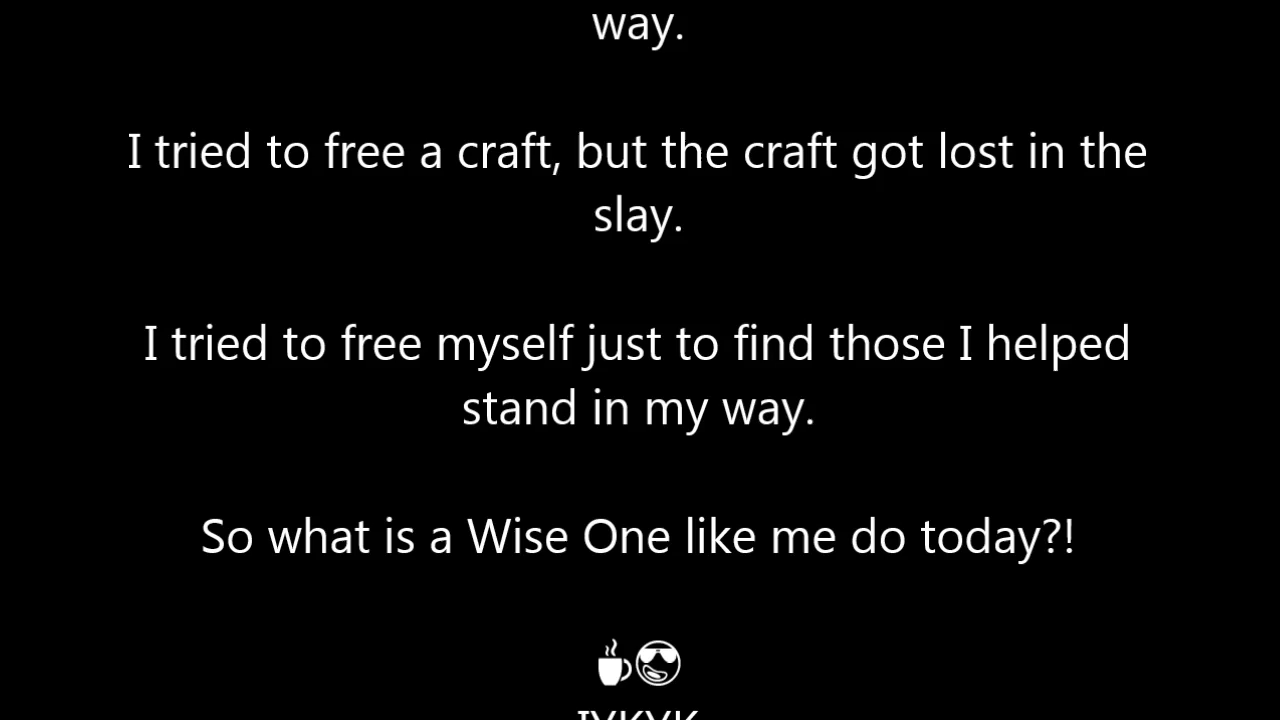 way.
I tried to free a craft, but the craft got lost in the
slay.
I tried to free myself just to find those I helped
stand in my way.
So what is a Wise One like me do today?!
☕😎
IYKYK